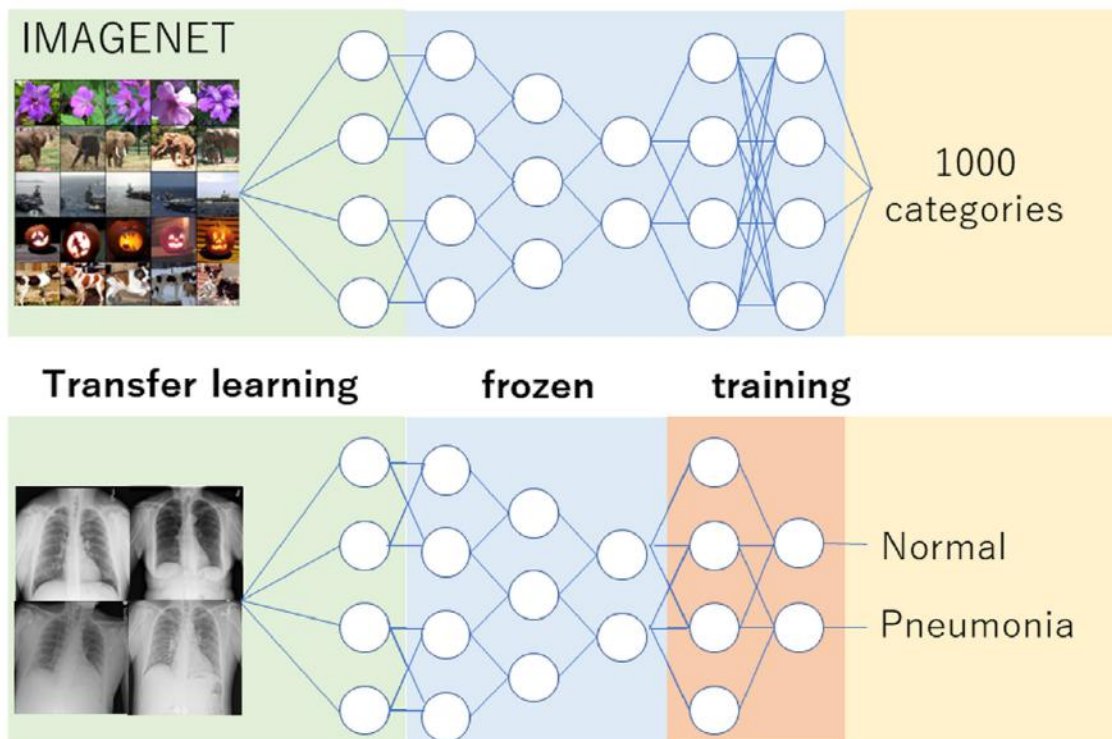 IMAGENET
1000
categories
Transfer learning
frozen
training
Normal
Pneumonia